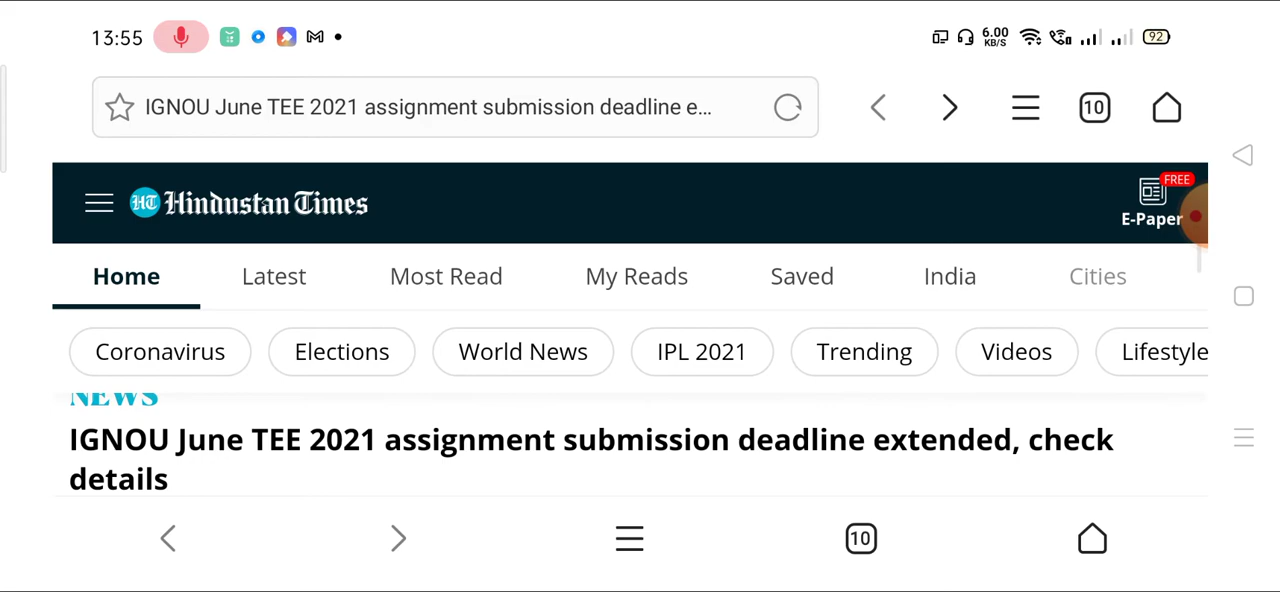 13:55
6.00 KB/S
92
IGNOU June TEE 2021 assignment submission deadline e...
10
HT Hindustan Times
FREE
E-Paper
Home Latest Most Read My Reads Saved India Cities
Coronavirus Elections World News IPL 2021 Trending Videos Lifestyle
NEWS
IGNOU June TEE 2021 assignment submission deadline extended, check
details
10